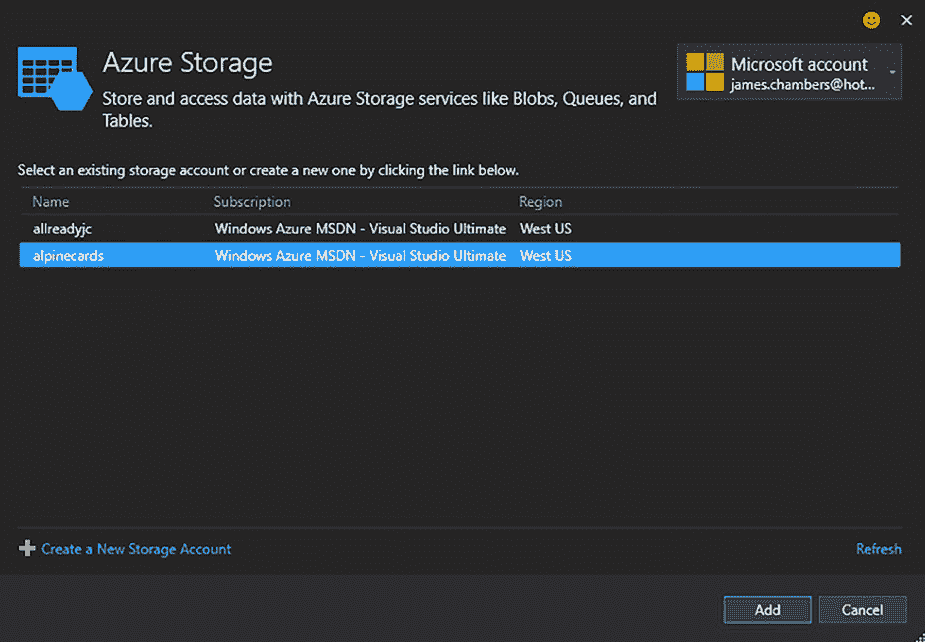 Azure Storage
Store and access data with Azure Storage services like Blobs, Queues, and
Tables.
Microsoft account
james.chambers@hot...
Select an existing storage account or create a new one by clicking the link below.
Name Subscription Region
allreadyjc Windows Azure MSDN - Visual Studio Ultimate West US
alpinecards Windows Azure MSDN - Visual Studio Ultimate West US
Create a New Storage Account Refresh
Add Cancel